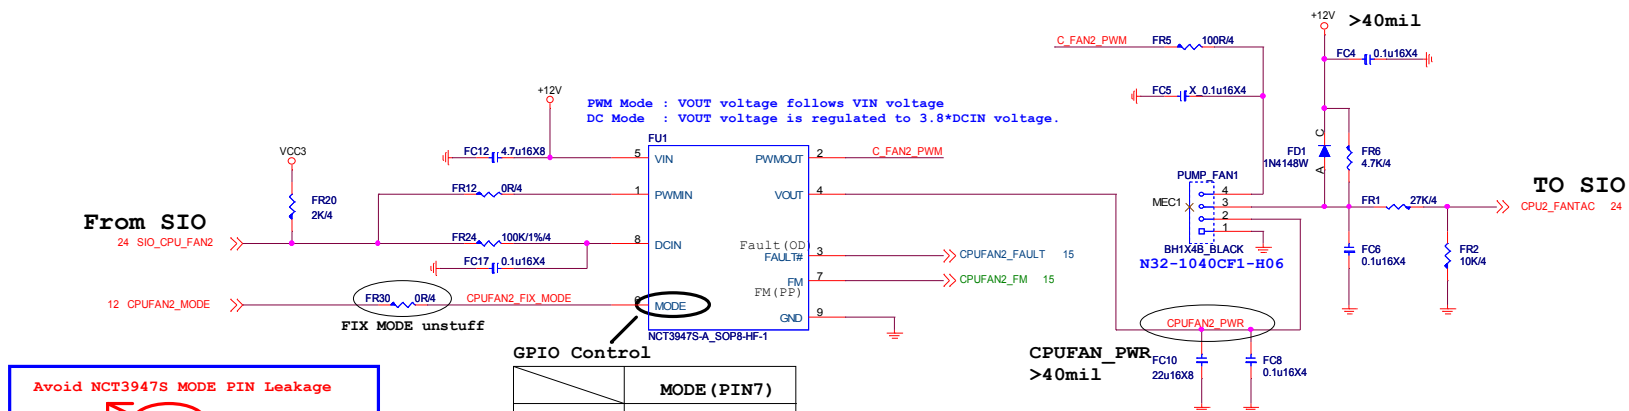 +12V
>40mil
C_FAN2_PWM
FR5
100R/4
FC4
0.1u16X4
+12V
FC5
X_0.1u16X4
PWM Mode : VOUT voltage follows VIN voltage
DC Mode : VOUT voltage is regulated to 3.8*DCIN voltage.
FU1
VCC3
FC12
4.7u16X8
5
VIN
PWMOUT
2
C_FAN2_PWM
FD1
1N4148W
C
A
FR6
4.7K/4
FR12
0R/4
1
PWMIN
VOUT
4
PUMP_FAN1
MEC1
4
3
2
1
BH1X4B_BLACK
N32-1040CF1-H06
FR20
2K/4
From SIO
24 SIO_CPU_FAN2
FR24
100K/1%/4
8
DCIN
FC17
0.1u16X4
Fault(OD)
FAULT#
3
CPUFAN2_FAULT 15
FM
7
CPUFAN2_FM 15
FM(PP)
FR1
27K/4
TO SIO
CPU2_FANTAC 24
FC6
0.1u16X4
FR2
10K/4
12 CPUFAN2_MODE
FR30
0R/4
CPUFAN2_FIX_MODE
MODE
GND
9
FIX MODE unstuff
NCT3947S-A_SOP8-HF-1
CPUFAN2_PWR
GPIO Control
CPUFAN_PWR
>40mil
FC10
22u16X8
FC8
0.1u16X4
Avoid NCT3947S MODE PIN Leakage
MODE(PIN7)